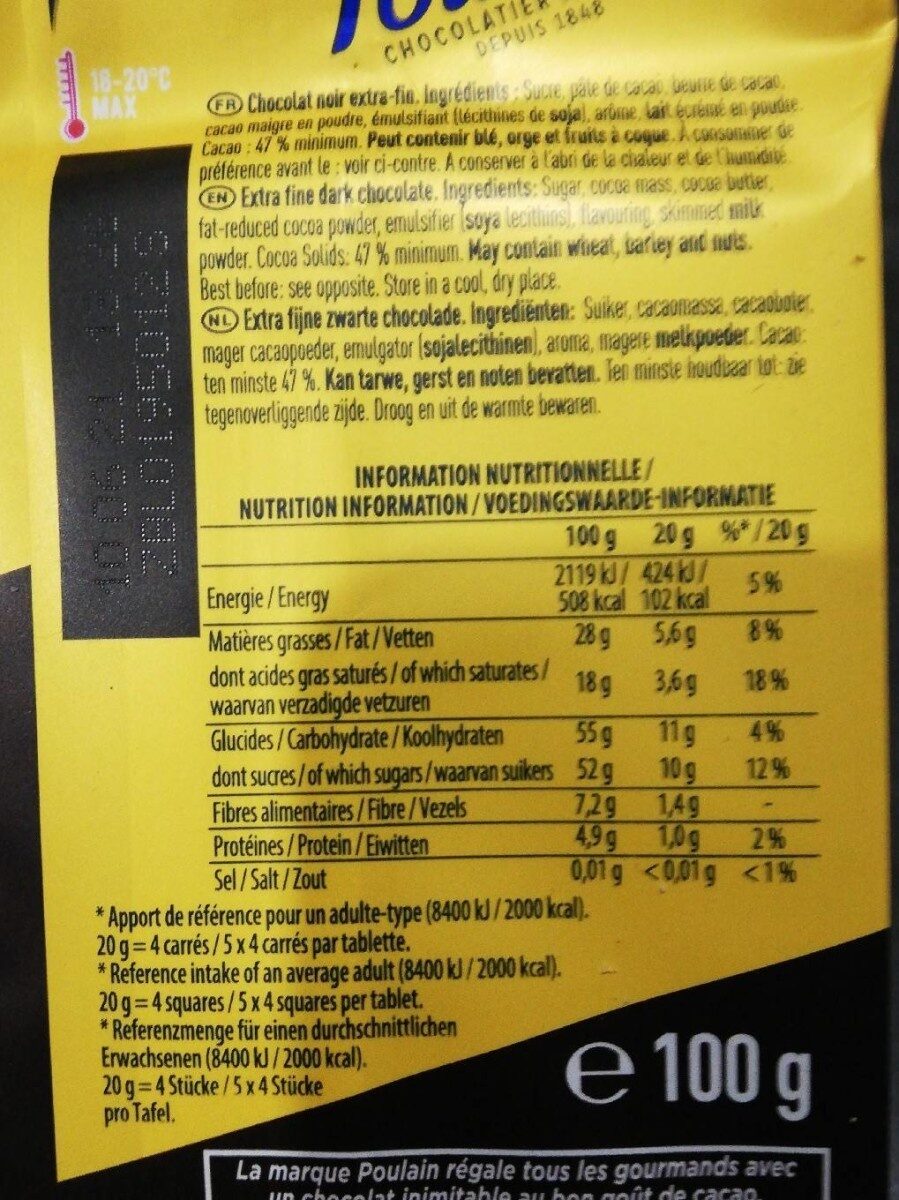 CHOCOLATIER
DEPUIS 1848
16-20°C
MAX
FR Chocolat noir extra-fin. Ingrédients : Sucre, pâte de cacao, beurre de cacao,
cacao maigre en poudre, émulsifiant (lécithines de soja), arôme, lait écrémé en poudre.
Cacao : 47 % minimum. Peut contenir blé, orge et fruits à coque. A consommer de
préférence avant le : voir ci-contre. A conserver à l'abri de la chaleur et de l'humidité.
EN Extra fine dark chocolate. Ingredients: Sugar, cocoa mass, cocoa butter,
fat-reduced cocoa powder, emulsifier (soya lecithins), flavouring, skimmed milk
powder. Cocoa Solids: 47 % minimum. May contain wheat, barley and nuts.
Best before: see opposite. Store in a cool, dry place.
NL Extra fijne zwarte chocolade. Ingrediënten: Suiker, cacaomassa, cacaoboter,
mager cacaopoeder, emulgator (sojalecithinen), aroma, magere melkpoeder. Cacao:
ten minste 47 %. Kan tarwe, gerst en noten bevatten. Ten minste houdbaar tot: zie
tegenoverliggende zijde. Droog en uit de warmte bewaren.
INFORMATION NUTRITIONNELLE /
NUTRITION INFORMATION / VOEDINGSWAARDE-INFORMATIE
100 g 20 g %* / 20 g
2119 kJ / 424 kJ /
Energie / Energy 508 kcal 102 kcal 5 %
Matières grasses / Fat / Vetten 28 g 5,6 g 8 %
dont acides gras saturés / of which saturates /
waarvan verzadigde vetzuren 18 g 3,6 g 18 %
Glucides / Carbohydrate / Koolhydraten 55 g 11 g 4 %
dont sucres / of which sugars / waarvan suikers 52 g 10 g 12 %
Fibres alimentaires / Fibre / Vezels 7,2 g 1,4 g -
Protéines / Protein / Eiwitten 4,9 g 1,0 g 2 %
Sel / Salt / Zout 0,01 g <0,01 g <1 %
* Apport de référence pour un adulte-type (8400 kJ / 2000 kcal).
20 g = 4 carrés / 5 x 4 carrés par tablette.
* Reference intake of an average adult (8400 kJ / 2000 kcal).
20 g = 4 squares / 5 x 4 squares per tablet.
* Referenzmenge für einen durchschnittlichen
Erwachsenen (8400 kJ / 2000 kcal).
20 g = 4 Stücke / 5 x 4 Stücke
pro Tafel.
e 100 g
La marque Poulain régale tous les gourmands avec
un chocolat inimitable au bon goût de cacao.